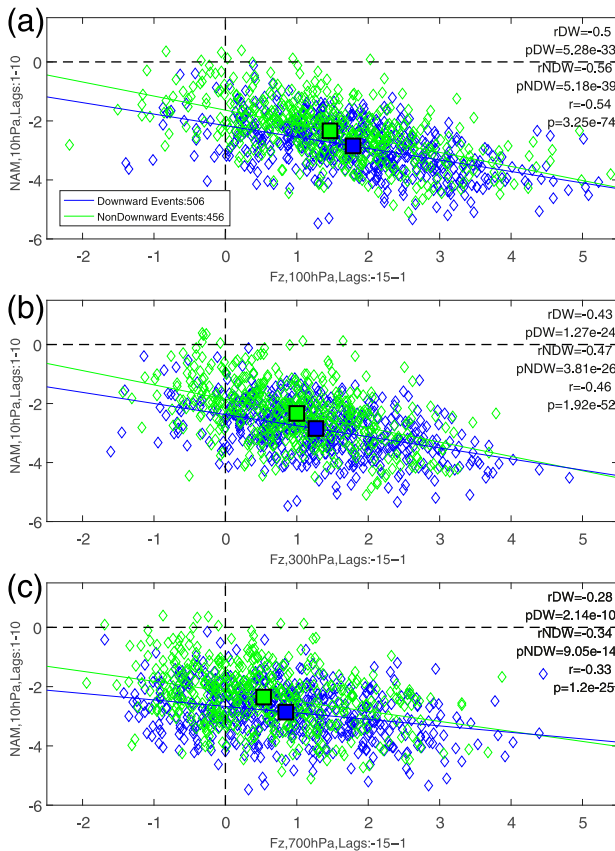 (a)
rDW=-0.5
pDW=5.28e-33
rNDW=-0.56
pNDW=5.18e-39
r=-0.54
p=3.25e-74
NAM,10hPa,Lags:1-10
0
-2
-4
-6
Downward Events:506
NonDownward Events:456
-2 -1 0 1 2 3 4 5
Fz,100hPa,Lags:-15-1
(b)
rDW=-0.43
pDW=1.27e-24
rNDW=-0.47
pNDW=3.81e-26
r=-0.46
p=1.92e-52
NAM,10hPa,Lags:1-10
0
-2
-4
-6
-2 -1 0 1 2 3 4 5
Fz,300hPa,Lags:-15-1
(c)
rDW=-0.28
pDW=2.14e-10
rNDW=-0.34
pNDW=9.05e-14
r=-0.33
p=1.2e-25
NAM,10hPa,Lags:1-10
0
-2
-4
-6
-2 -1 0 1 2 3 4 5
Fz,700hPa,Lags:-15-1